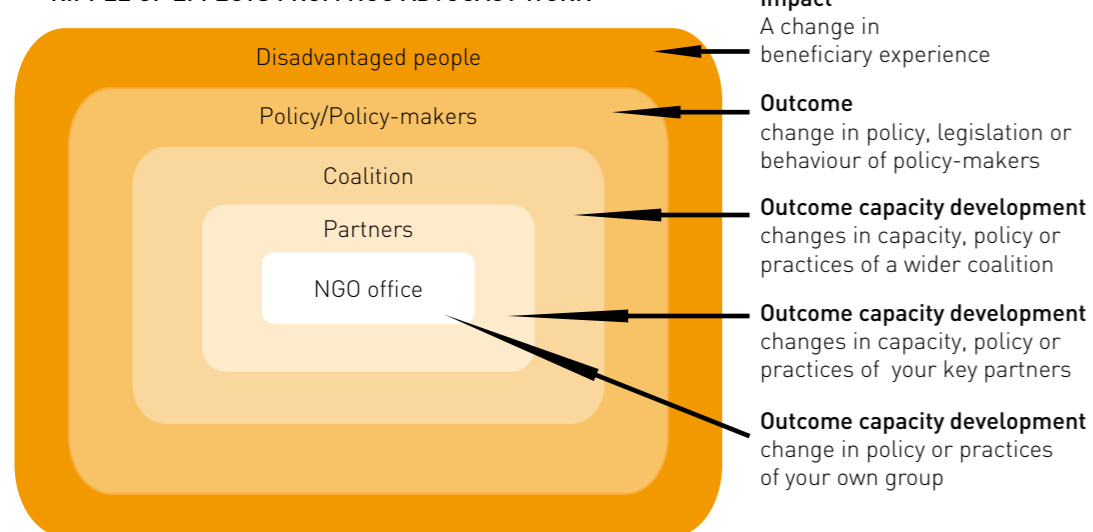 Impact
A change in
beneficiary experience
Disadvantaged people
Outcome
change in policy, legislation or
behaviour of policy-makers
Policy/Policy-makers
Outcome capacity development
changes in capacity, policy or
practices of a wider coalition
Coalition
Partners
NGO office
Outcome capacity development
changes in capacity, policy or
practices of your key partners
Outcome capacity development
change in policy or practices
of your own group